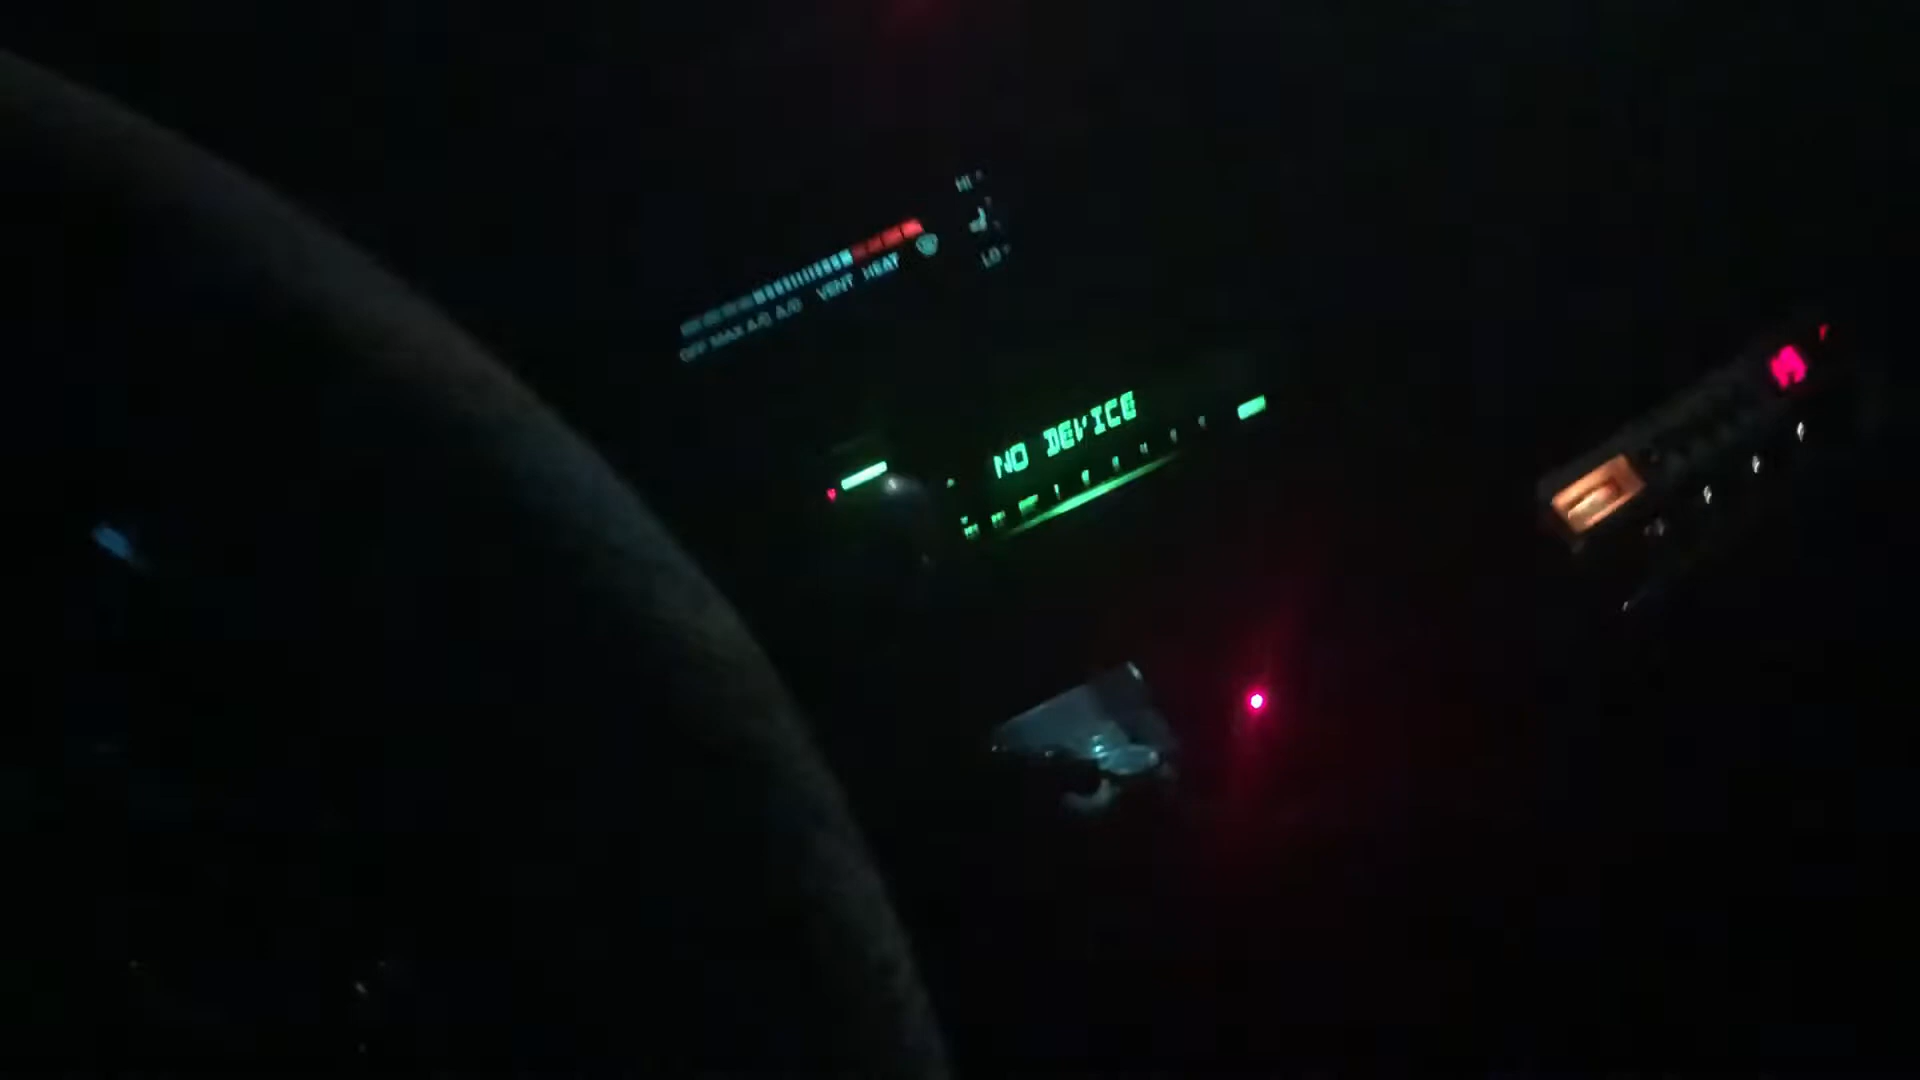 HI
LO
OFF MAX A/C A/C VENT HEAT
NO DEVICE